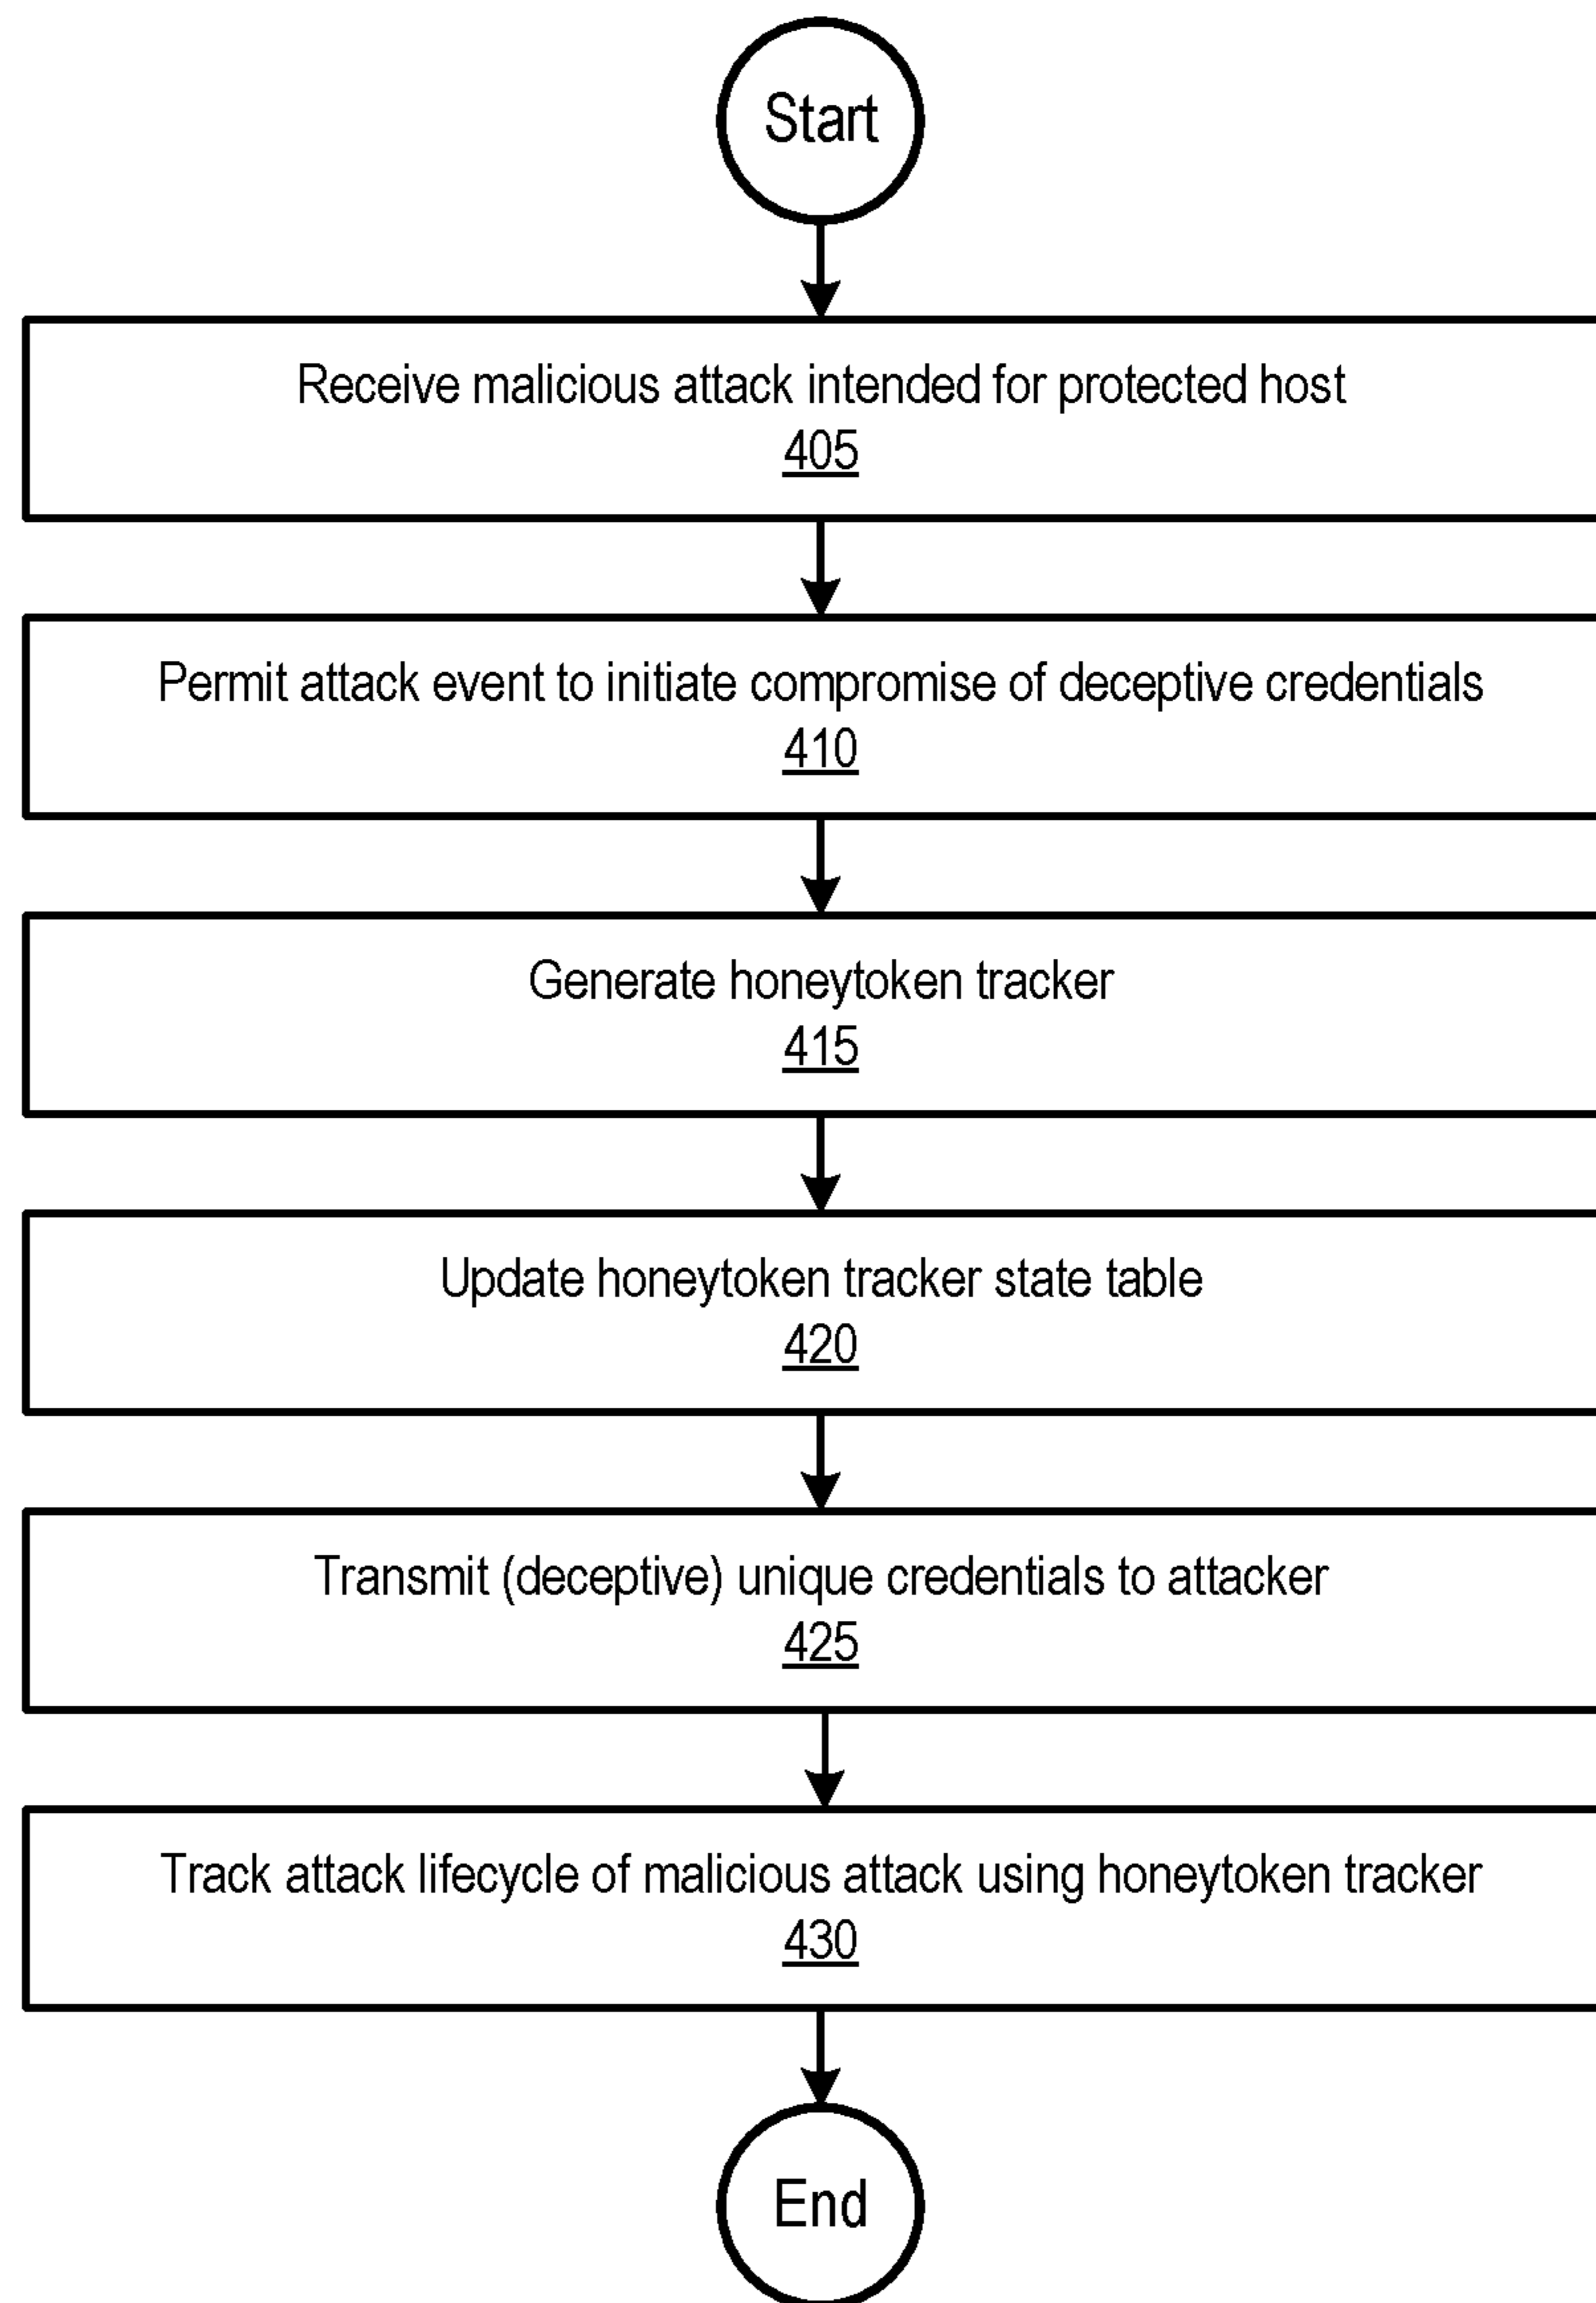 Start
Receive malicious attack intended for protected host
405
Permit attack event to initiate compromise of deceptive credentials
410
Generate honeytoken tracker
415
Update honeytoken tracker state table
420
Transmit (deceptive) unique credentials to attacker
425
Track attack lifecycle of malicious attack using honeytoken tracker
430
End